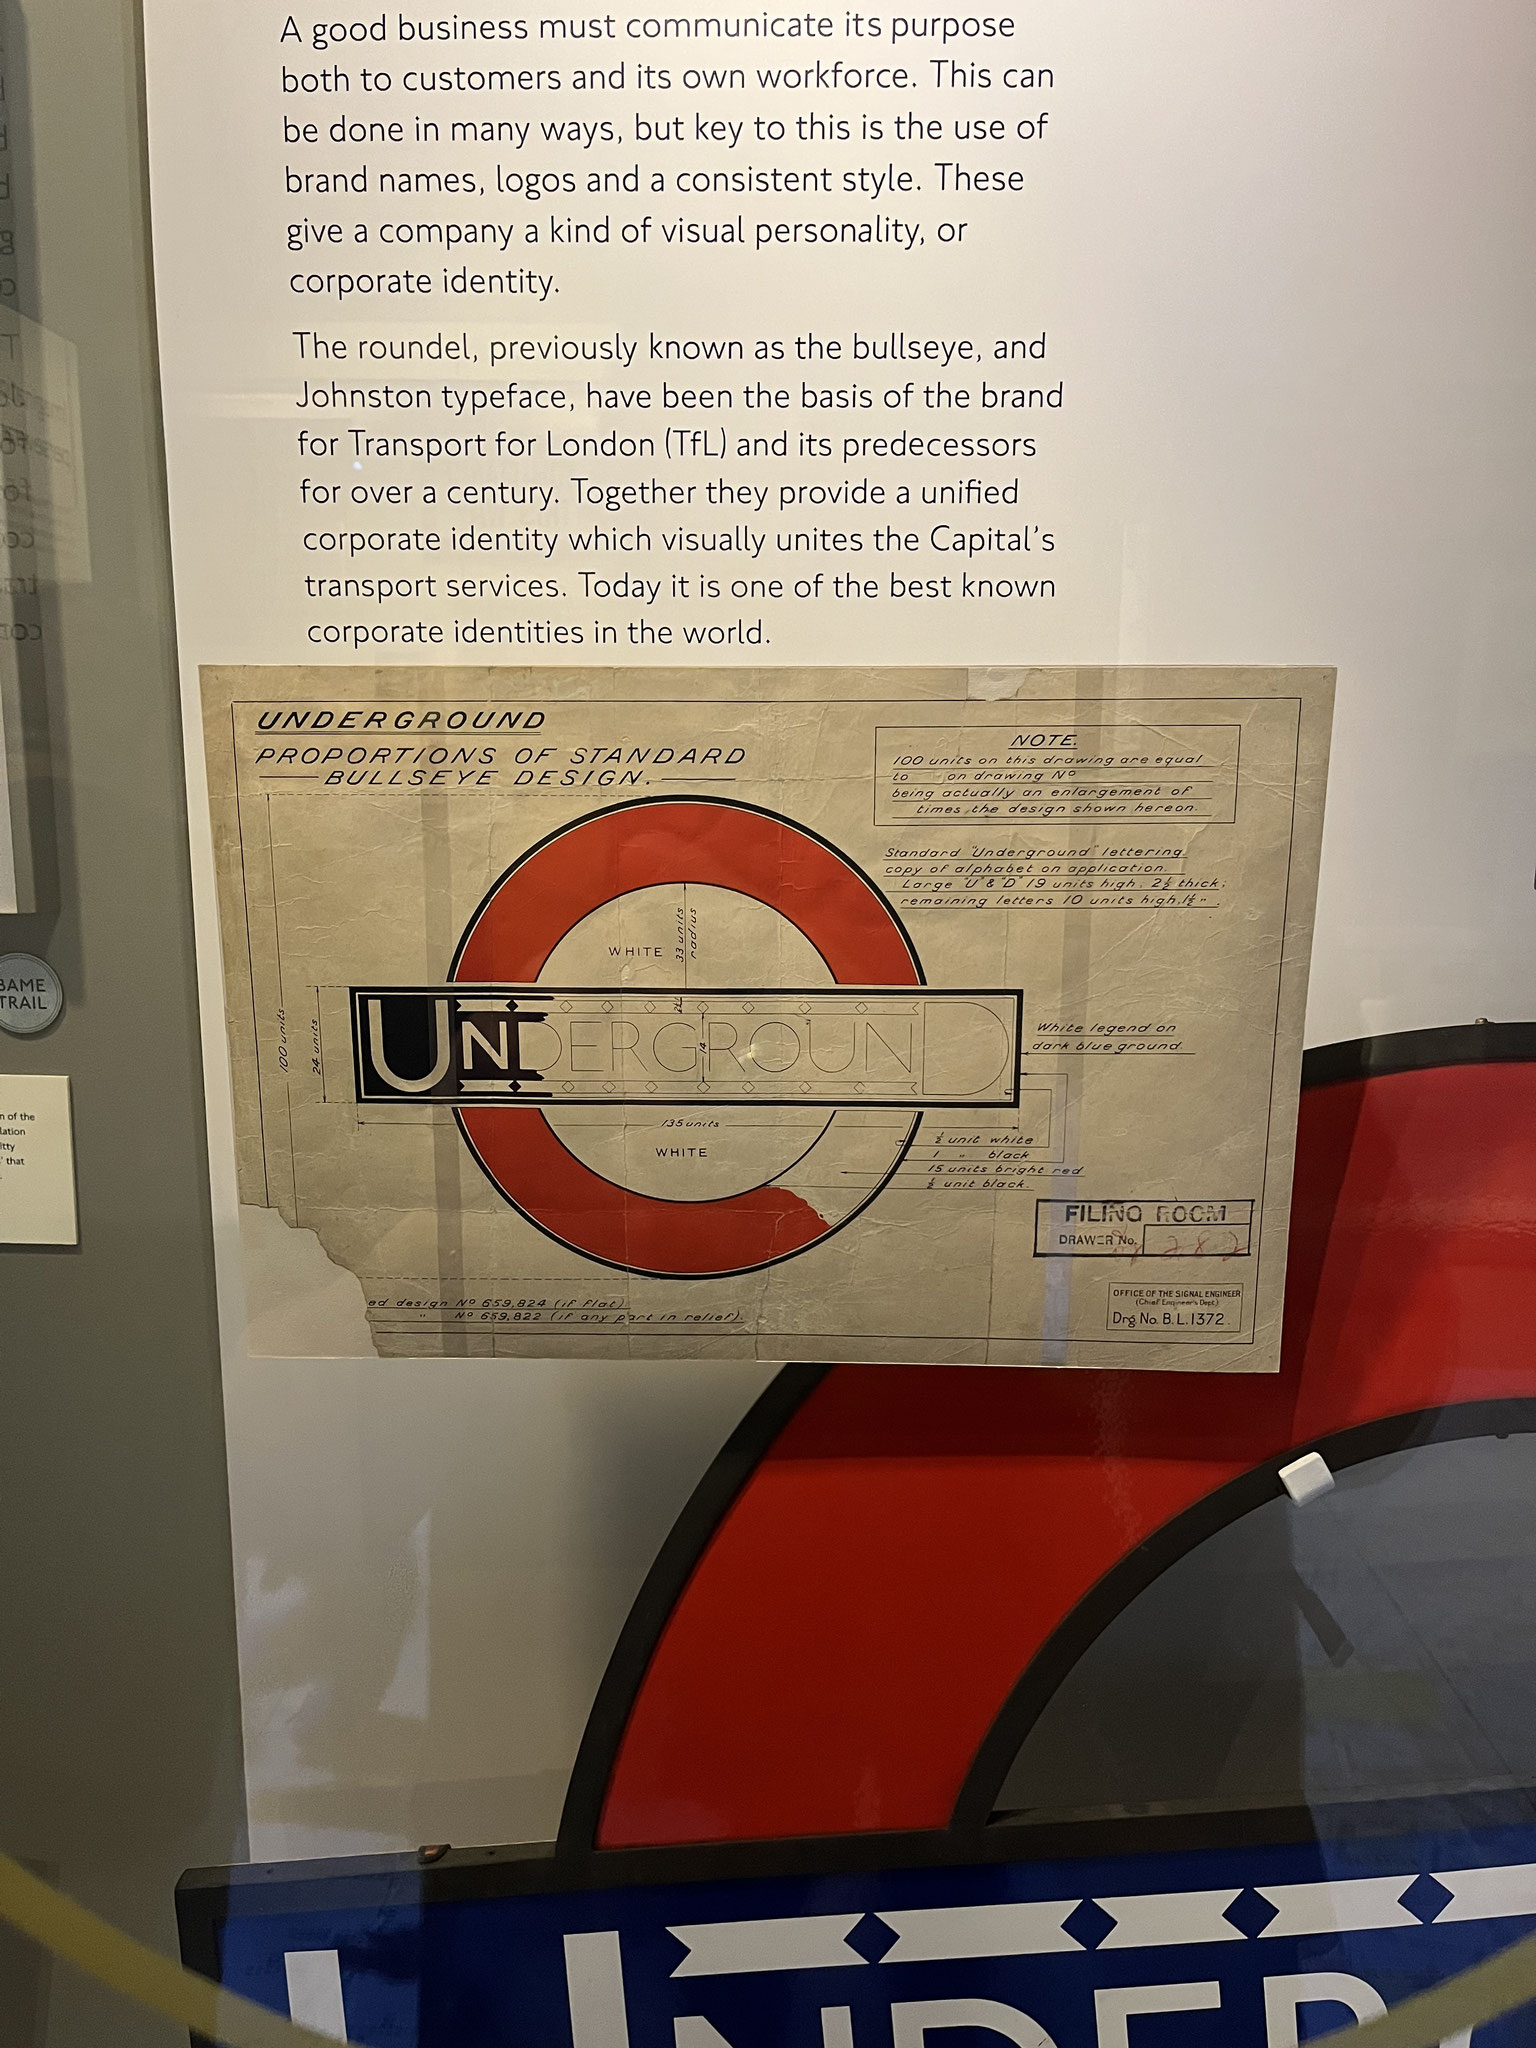 A good business must communicate its purpose
both to customers and its own workforce. This can
be done in many ways, but key to this is the use of
brand names, logos and a consistent style. These
give a company a kind of visual personality, or
corporate identity.
The roundel, previously known as the bullseye, and
Johnston typeface, have been the basis of the brand
for Transport for London (TfL) and its predecessors
for over a century. Together they provide a unified
corporate identity which visually unites the Capital's
transport services. Today it is one of the best known
corporate identities in the world.
UNDERGROUND
PROPORTIONS OF STANDARD
BULLSEYE DESIGN.
NOTE.
100 units on this drawing are equal
to on drawing Nº
being actually an enlargement of
times the design shown hereon.
Standard "Underground" lettering
copy of alphabet on application.
Large "U" & "D" 19 units high. 2½ thick;
remaining letters 10 units high, 1½ ".
WHITE
33 units
radius
100 units
24 units
2½
14
UNDERGROUND
White legend on
dark blue ground.
135 units
WHITE
½ unit white
1 " black
15 units bright red
½ unit black.
FILING ROOM
DRAWER No.
ed design Nº 659,824 (if flat)
" Nº 659,822 (if any part in relief).
OFFICE OF THE SIGNAL ENGINEER
(Chief Engineer's Dept)
Drg No. B.L.1372
BAME
TRAIL
n of the
lation
itty
' that
UNDER